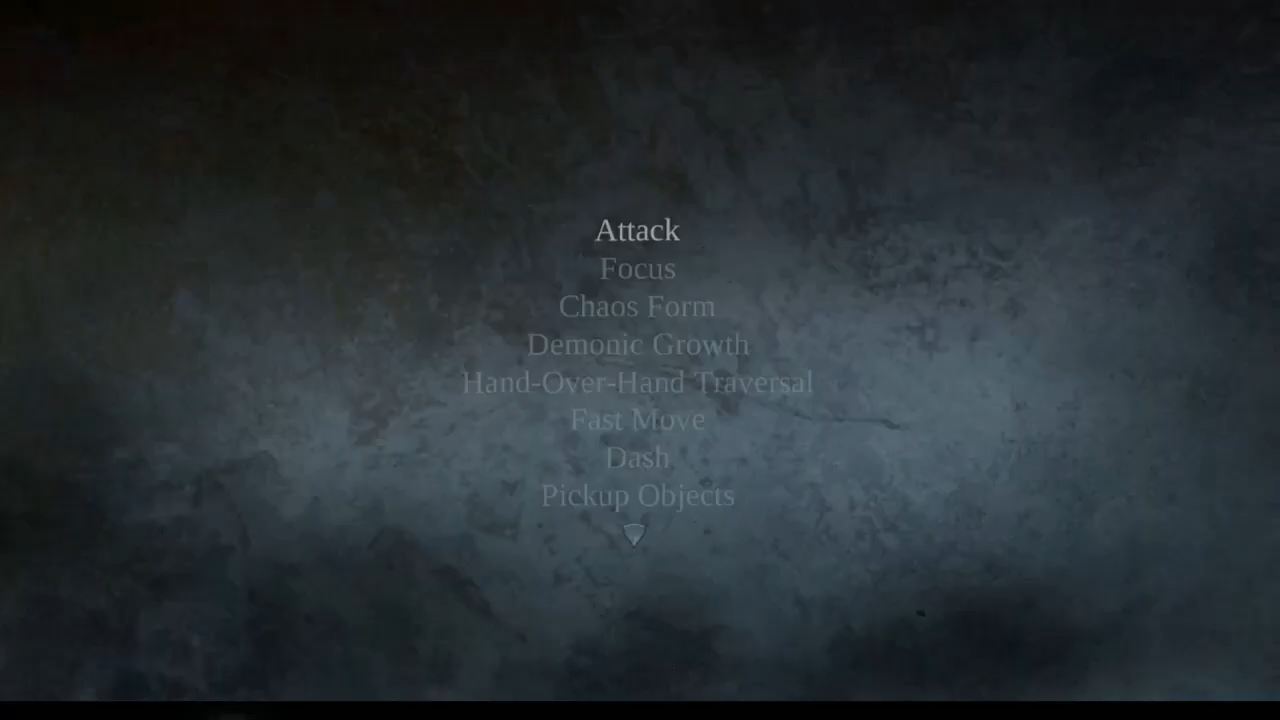 Attack
Focus
Chaos Form
Demonic Growth
Hand-Over-Hand Traversal
Fast Move
Dash
Pickup Objects